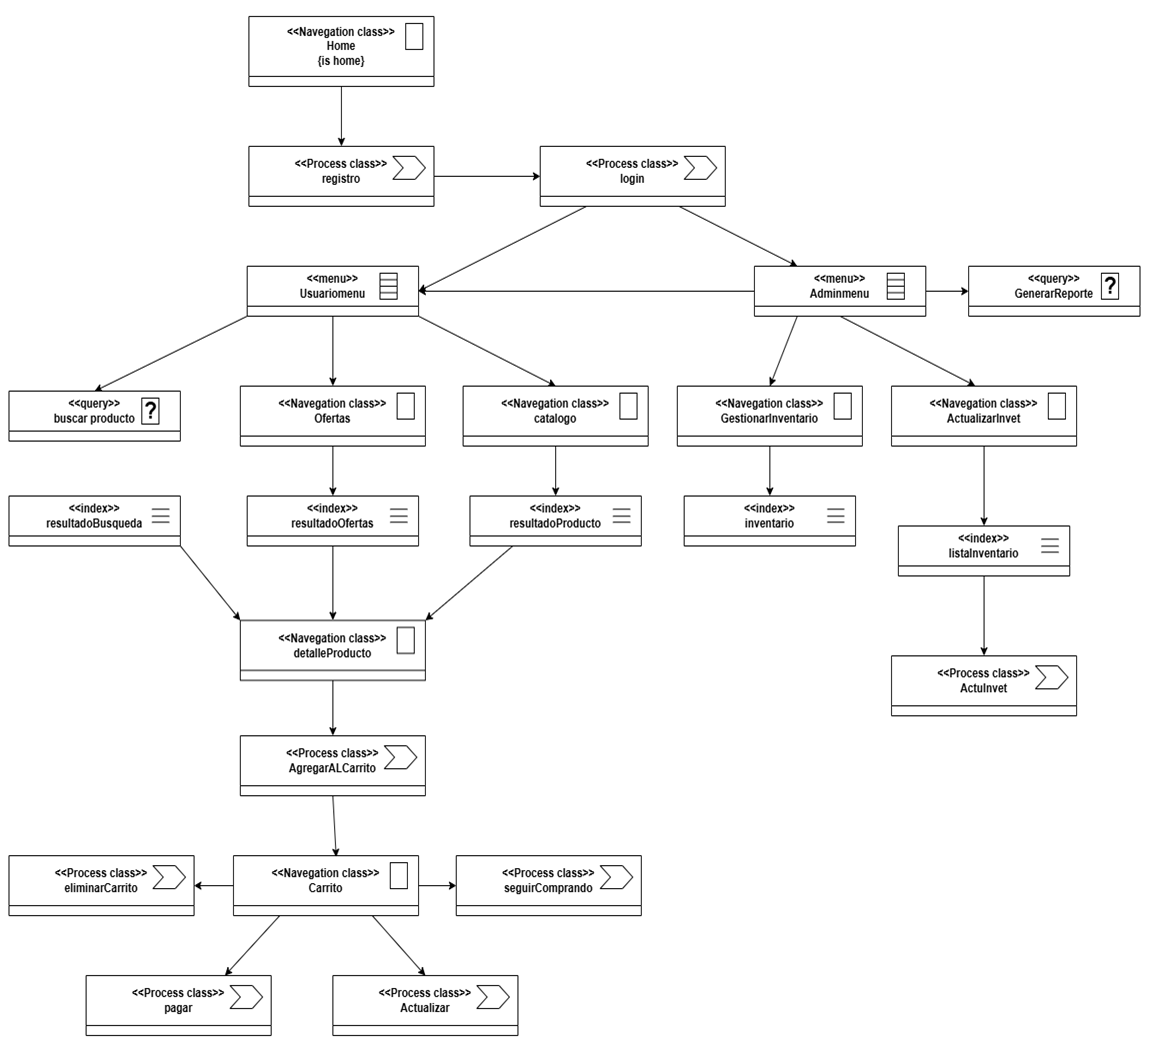 <<Navegation class>>
Home
{is home}
<<Process class>>
registro
<<Process class>>
login
<<menu>>
Usuariomenu
<<menu>>
Adminmenu
<<query>>
GenerarReporte
?
<<query>>
buscar producto
?
<<Navegation class>>
Ofertas
<<Navegation class>>
catalogo
<<Navegation class>>
GestionarInventario
<<Navegation class>>
ActualizarInvet
<<index>>
resultadoBusqueda
<<index>>
resultadoOfertas
<<index>>
resultadoProducto
<<index>>
inventario
<<index>>
listaInventario
<<Navegation class>>
detalleProducto
<<Process class>>
ActuInvet
<<Process class>>
AgregarALCarrito
<<Process class>>
eliminarCarrito
<<Navegation class>>
Carrito
<<Process class>>
seguirComprando
<<Process class>>
pagar
<<Process class>>
Actualizar